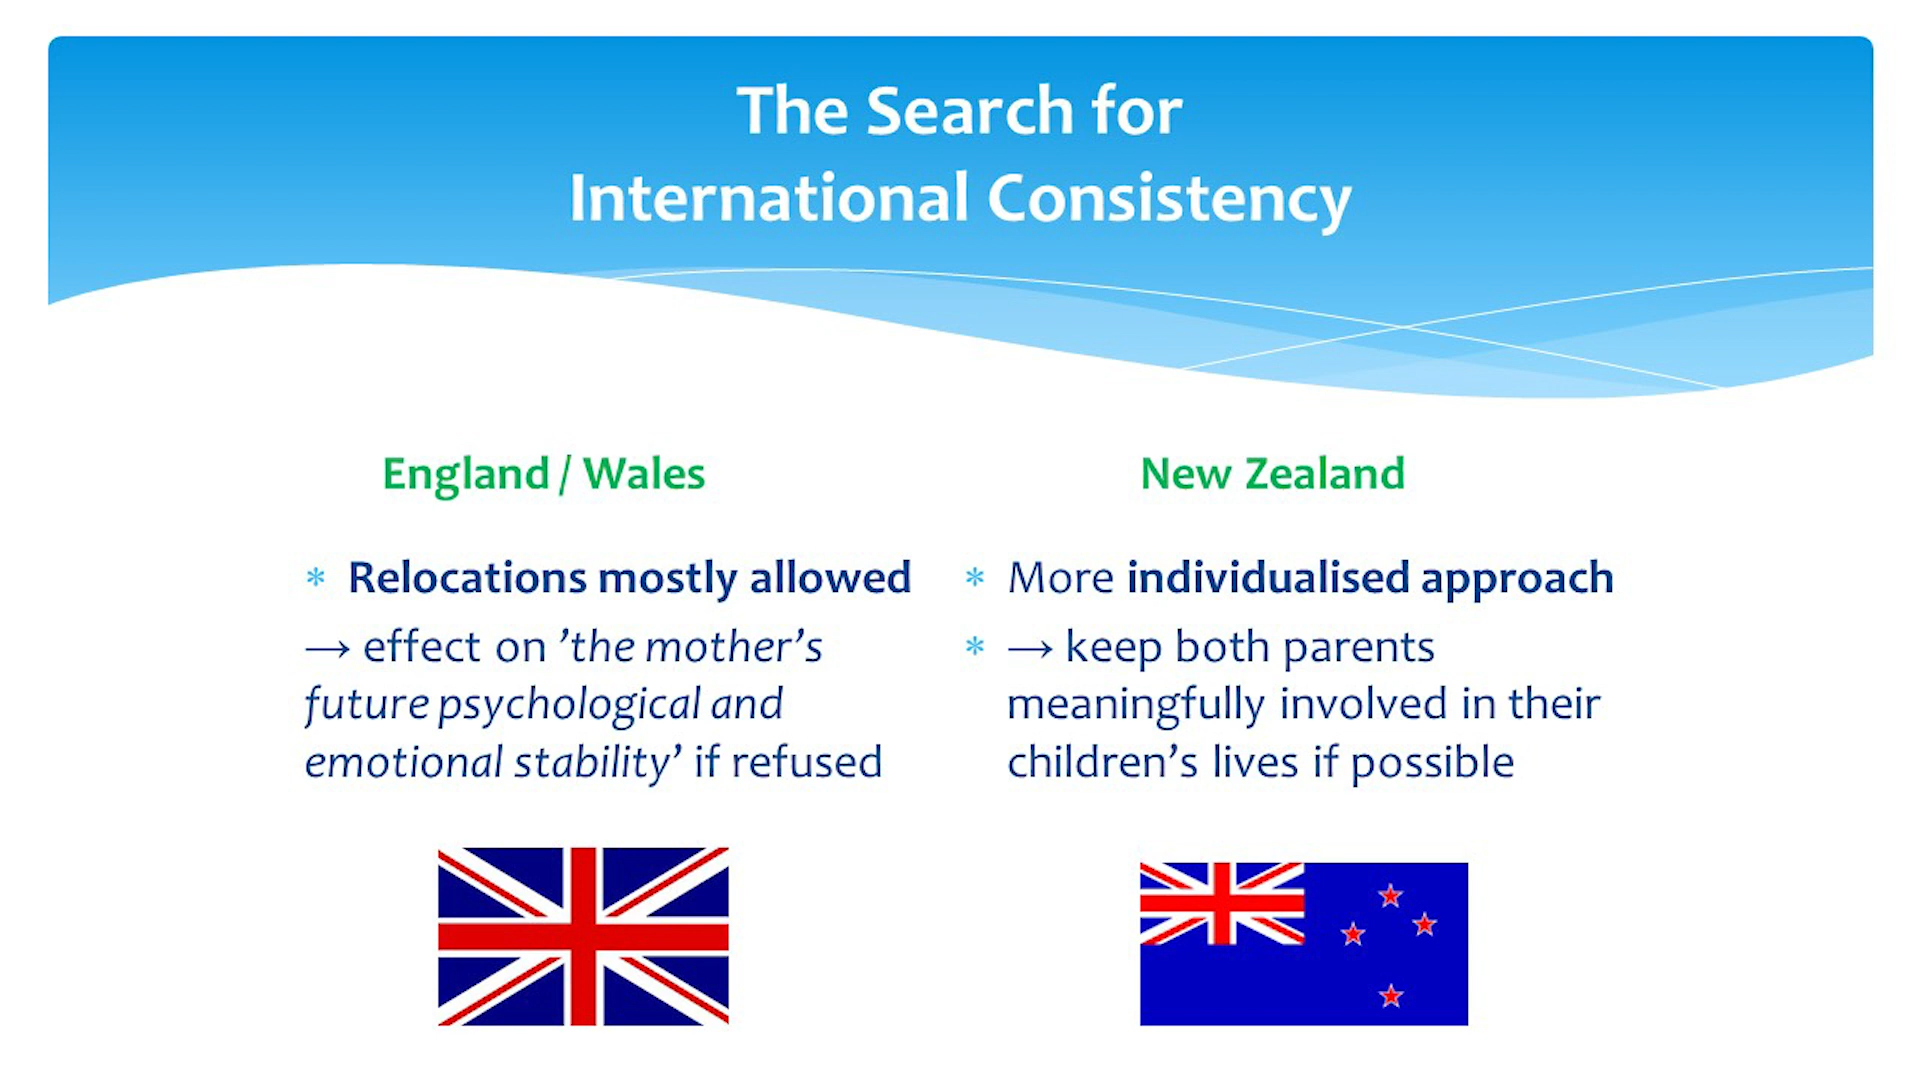 The Search for
International Consistency
England / Wales
* Relocations mostly allowed
→ effect on ’the mother’s
future psychological and
emotional stability’ if refused
New Zealand
* More individualised approach
* → keep both parents
meaningfully involved in their
children’s lives if possible